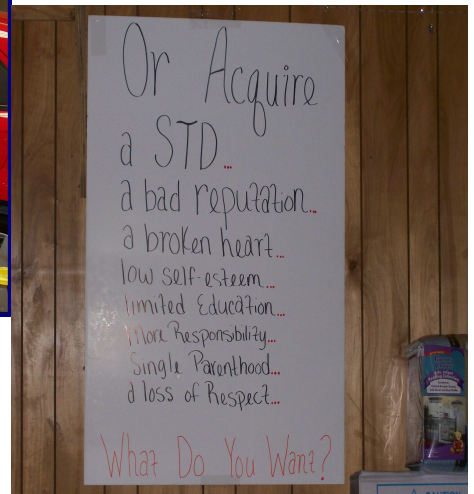 Or Acquire
a STD...
a bad reputation...
a broken heart...
low self-esteem...
limited Education...
More Responsibility...
Single Parenthood...
a loss of Respect...
What Do You Want?